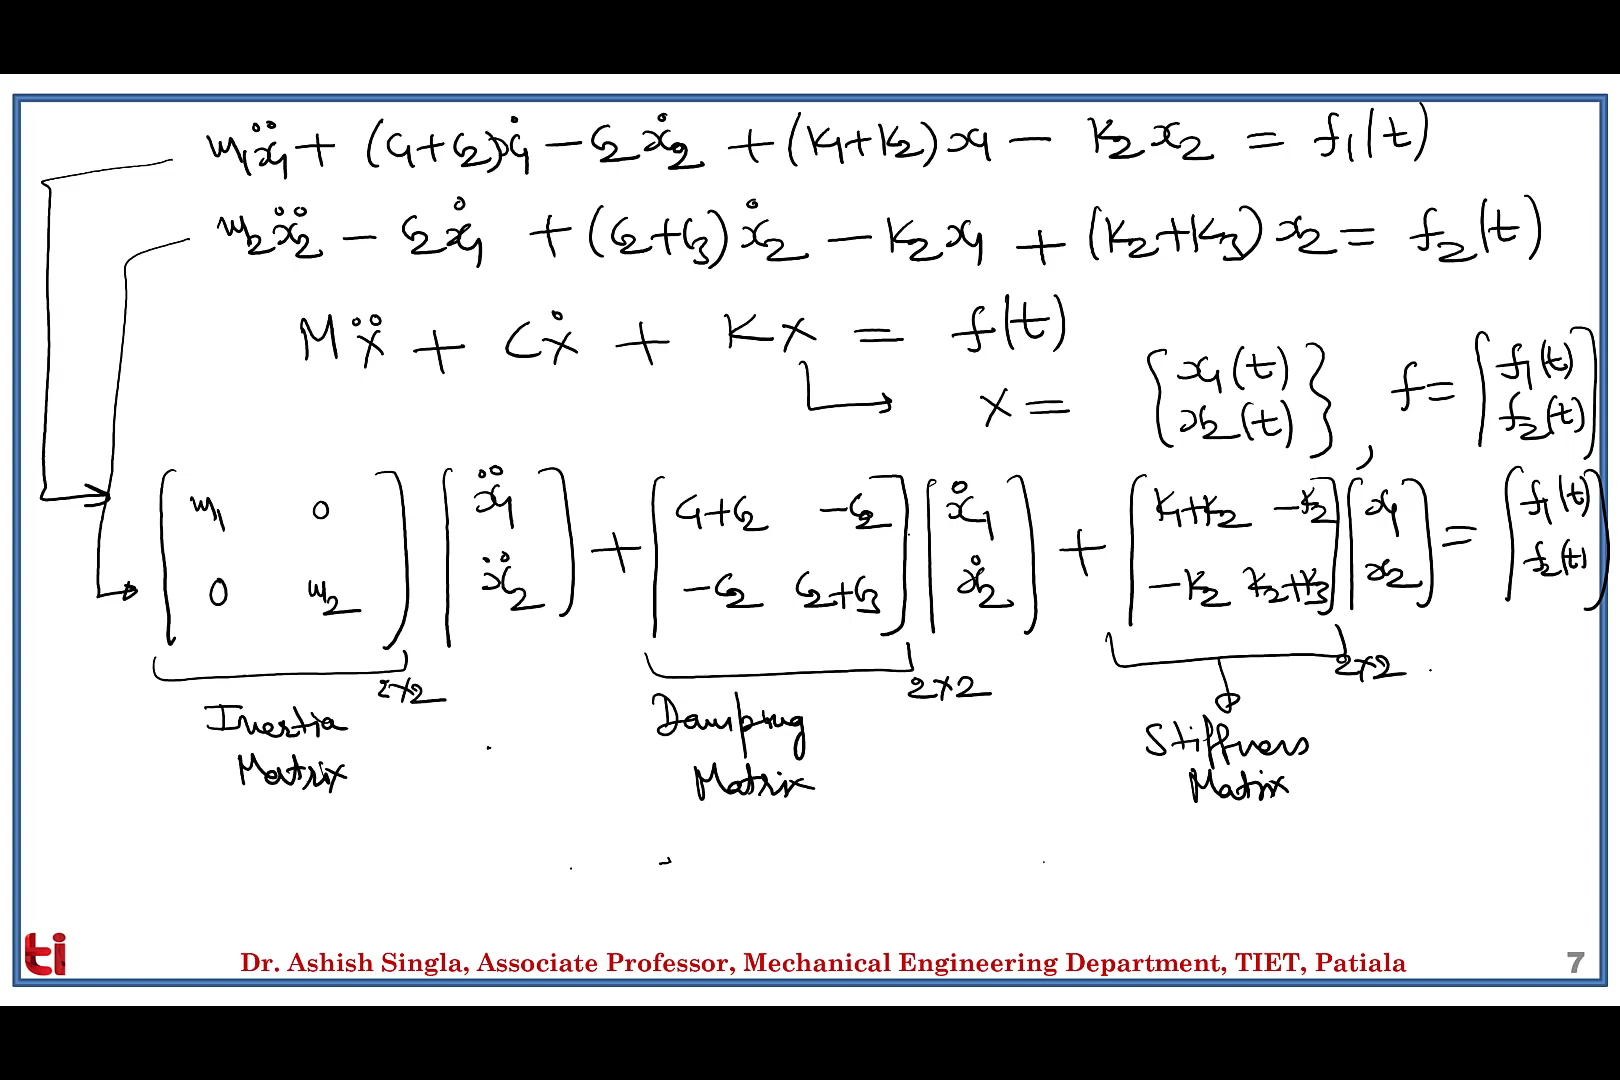 m₁ẍ₁ + (c₁+c₂)ẋ₁ − c₂ẋ₂ + (k₁+k₂)x₁ − k₂x₂ = f₁(t)
m₂ẍ₂ − c₂ẋ₁ + (c₂+c₃)ẋ₂ − k₂x₁ + (k₂+k₃)x₂ = f₂(t)
Mẍ + Cẋ + Kx = f(t)
x = {x₁(t) x₂(t)}, f = [f₁(t) f₂(t)]
[m₁ 0; 0 m₂] [ẍ₁; ẍ₂] + [c₁+c₂ −c₂; −c₂ c₂+c₃] [ẋ₁; ẋ₂] + [k₁+k₂ −k₂; −k₂ k₂+k₃] [x₁; x₂] = [f₁(t); f₂(t)]
2×2 2×2 2×2
Inertia Matrix
Damping Matrix
Stiffness Matrix
ti
Dr. Ashish Singla, Associate Professor, Mechanical Engineering Department, TIET, Patiala
7